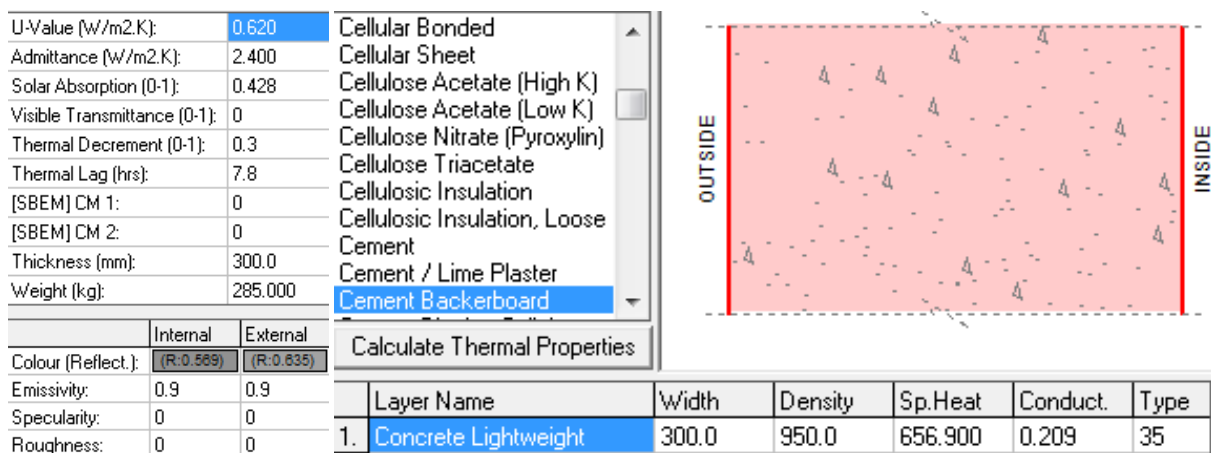 U-Value (W/m2.K): 0.620
Admittance (W/m2.K): 2.400
Solar Absorption (0-1): 0.428
Visible Transmittance (0-1): 0
Thermal Decrement (0-1): 0.3
Thermal Lag (hrs): 7.8
[SBEM] CM 1: 0
[SBEM] CM 2: 0
Thickness (mm): 300.0
Weight (kg): 285.000
Internal External
Colour (Reflect.): (R:0.569) (R:0.635)
Emissivity: 0.9 0.9
Specularity: 0 0
Roughness: 0 0
Cellular Bonded
Cellular Sheet
Cellulose Acetate (High K)
Cellulose Acetate (Low K)
Cellulose Nitrate (Pyroxylin)
Cellulose Triacetate
Cellulosic Insulation
Cellulosic Insulation, Loose
Cement
Cement / Lime Plaster
Cement Backerboard
Calculate Thermal Properties
OUTSIDE
INSIDE
Layer Name Width Density Sp.Heat Conduct. Type
1. Concrete Lightweight 300.0 950.0 656.900 0.209 35